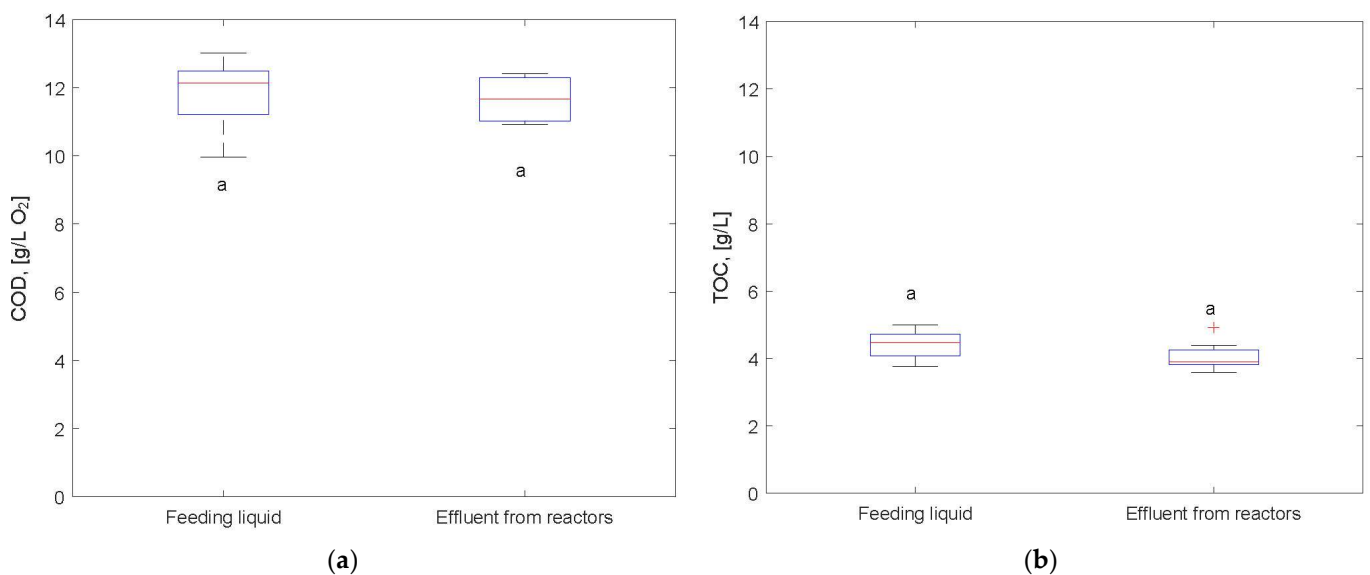 14
12
10
8
6
4
2
0
COD, [g/L O₂]
a
a
Feeding liquid
Effluent from reactors
(a)
14
12
10
8
6
4
2
0
TOC, [g/L]
a
a
Feeding liquid
Effluent from reactors
(b)